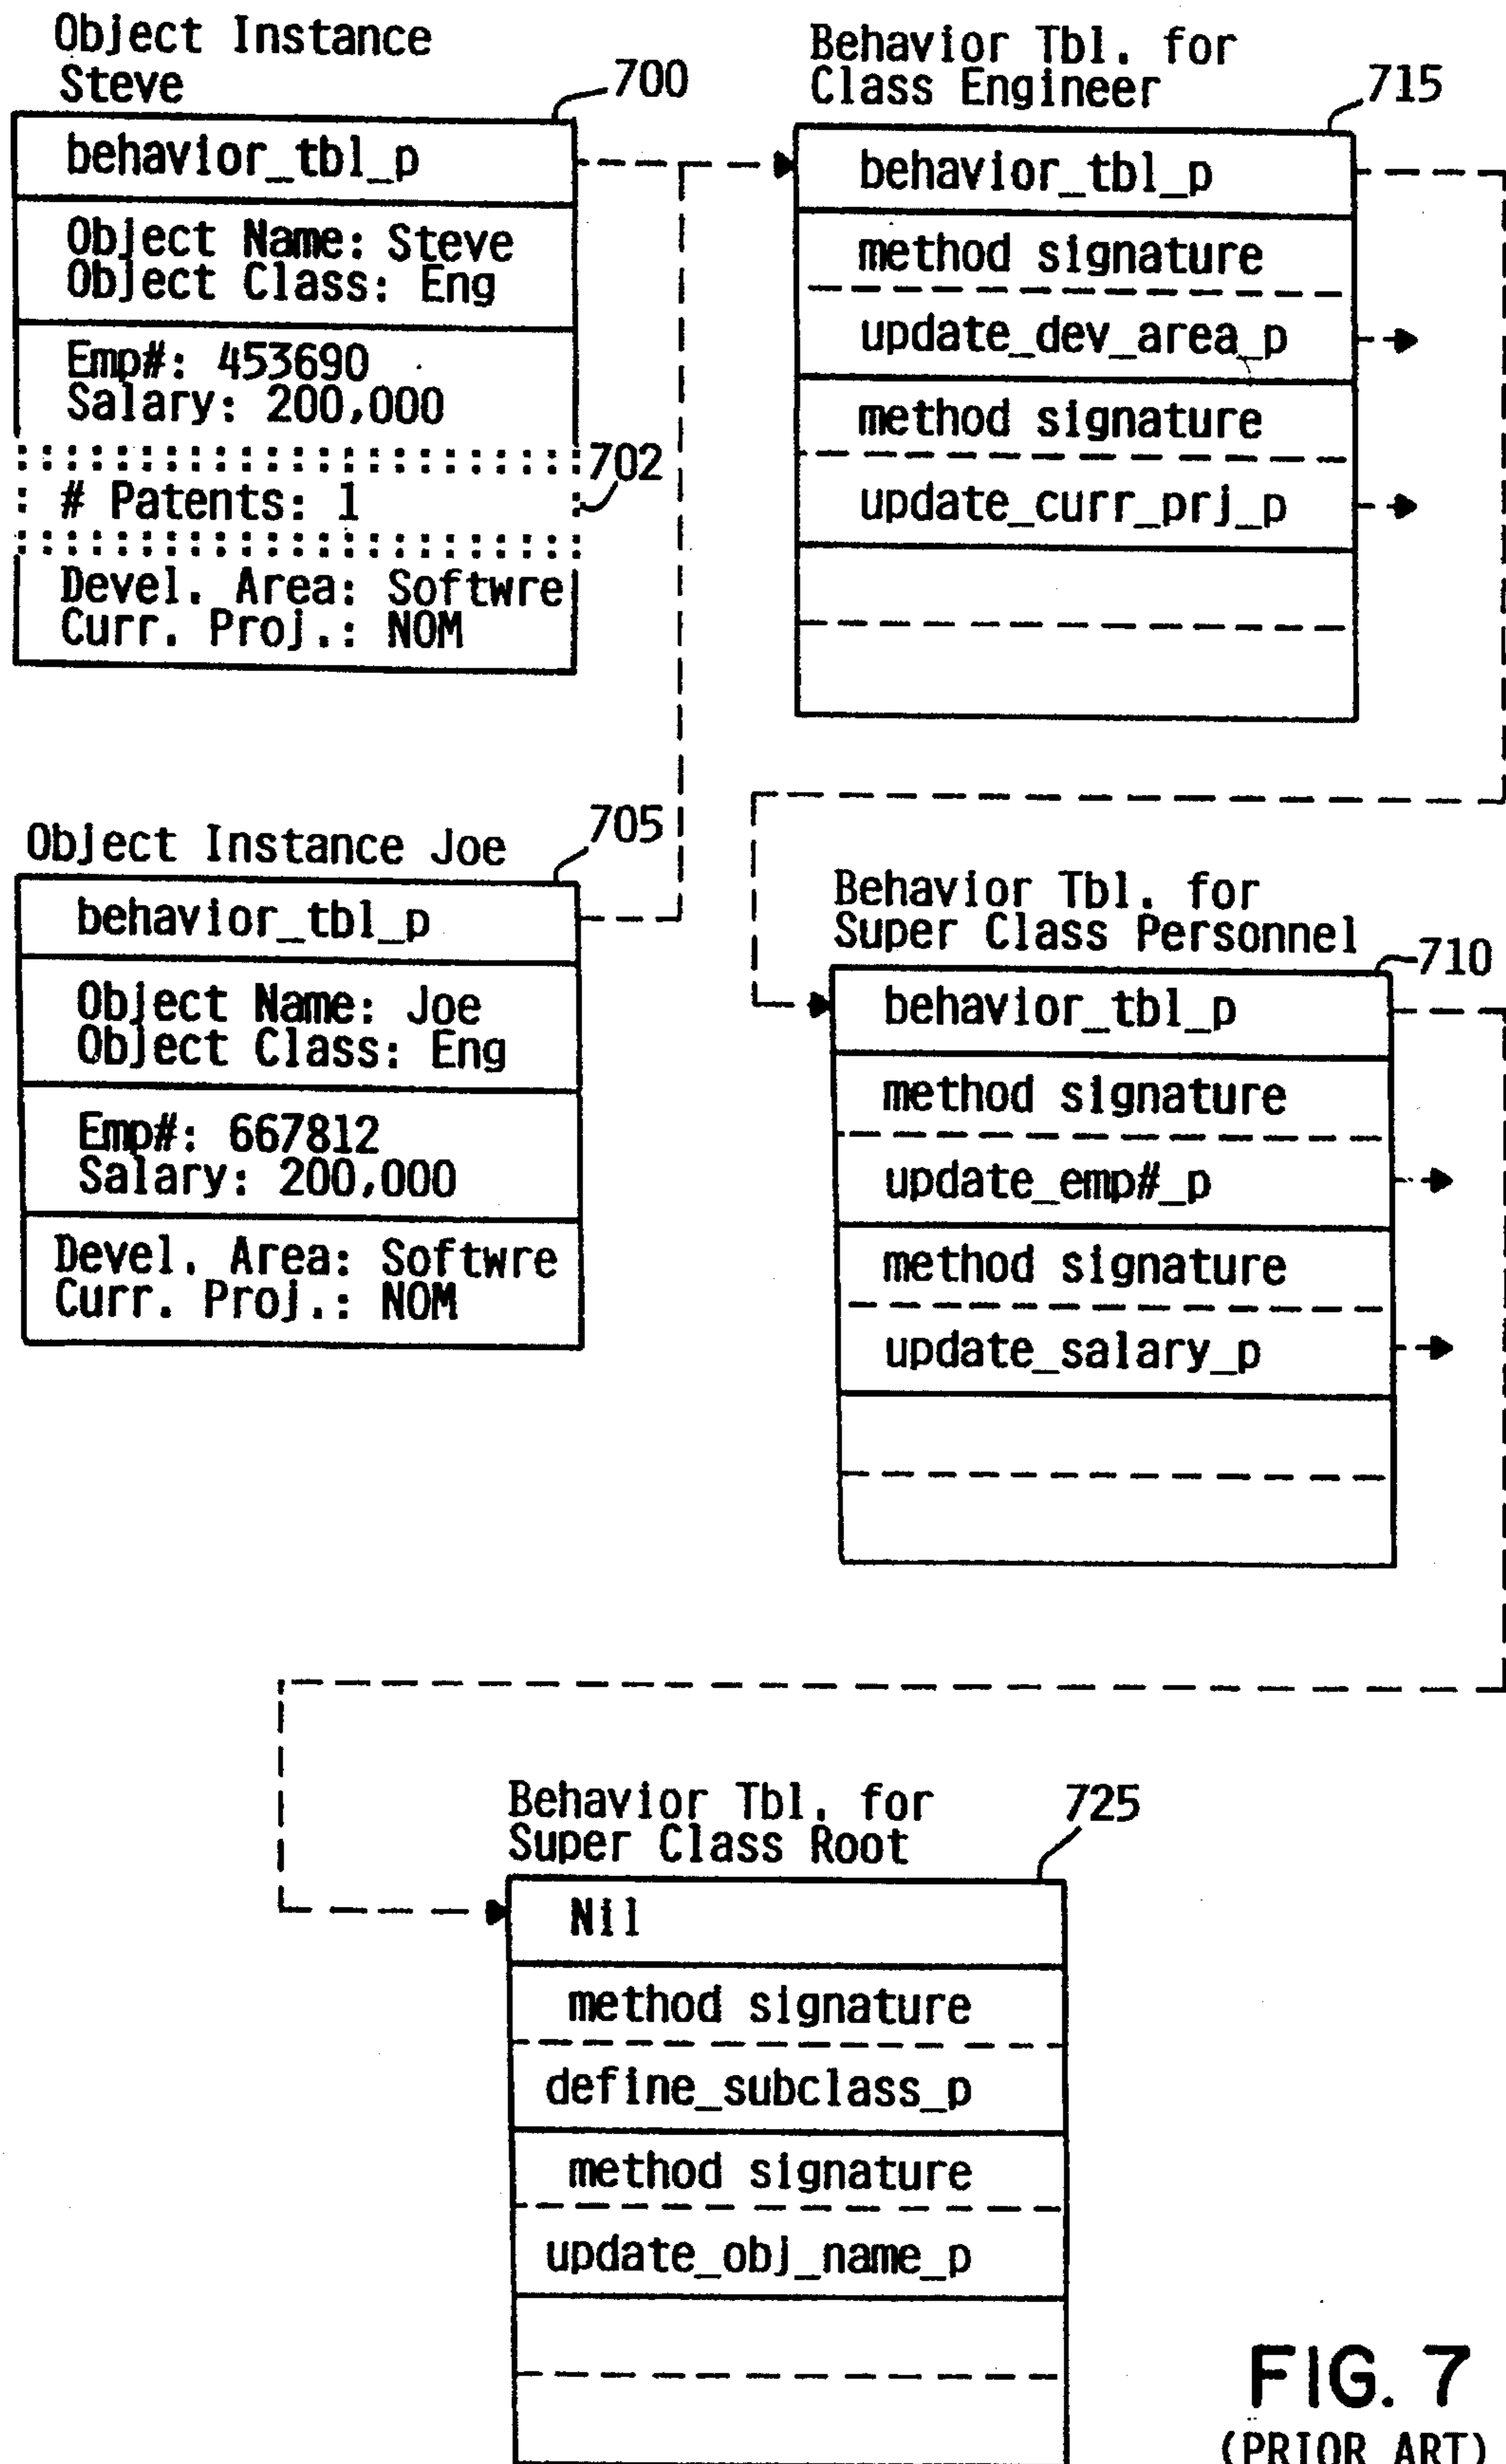 Object Instance
Steve
700
behavior_tbl_p
Object Name: Steve
Object Class: Eng
Emp#: 453690
Salary: 200,000
702
# Patents: 1
Devel. Area: Softwre
Curr. Proj.: NOM
Behavior Tbl. for
Class Engineer
715
behavior_tbl_p
method signature
update_dev_area_p
method signature
update_curr_prj_p
Object Instance Joe
705
behavior_tbl_p
Object Name: Joe
Object Class: Eng
Emp#: 667812
Salary: 200,000
Devel. Area: Softwre
Curr. Proj.: NOM
Behavior Tbl. for
Super Class Personnel
710
behavior_tbl_p
method signature
update_emp#_p
method signature
update_salary_p
Behavior Tbl. for
Super Class Root
725
Nil
method signature
define_subclass_p
method signature
update_obj_name_p
FIG. 7
(PRIOR ART)